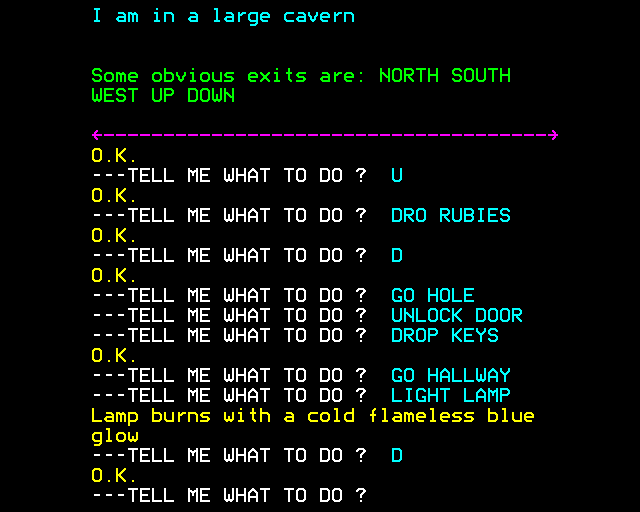 I am in a large cavern
Some obvious exits are: NORTH SOUTH
WEST UP DOWN
<--------------------------------------->
O.K.
---TELL ME WHAT TO DO ? U
O.K.
---TELL ME WHAT TO DO ? DRO RUBIES
O.K.
---TELL ME WHAT TO DO ? D
O.K.
---TELL ME WHAT TO DO ? GO HOLE
---TELL ME WHAT TO DO ? UNLOCK DOOR
---TELL ME WHAT TO DO ? DROP KEYS
O.K.
---TELL ME WHAT TO DO ? GO HALLWAY
---TELL ME WHAT TO DO ? LIGHT LAMP
Lamp burns with a cold flameless blue
glow
---TELL ME WHAT TO DO ? D
O.K.
---TELL ME WHAT TO DO ?